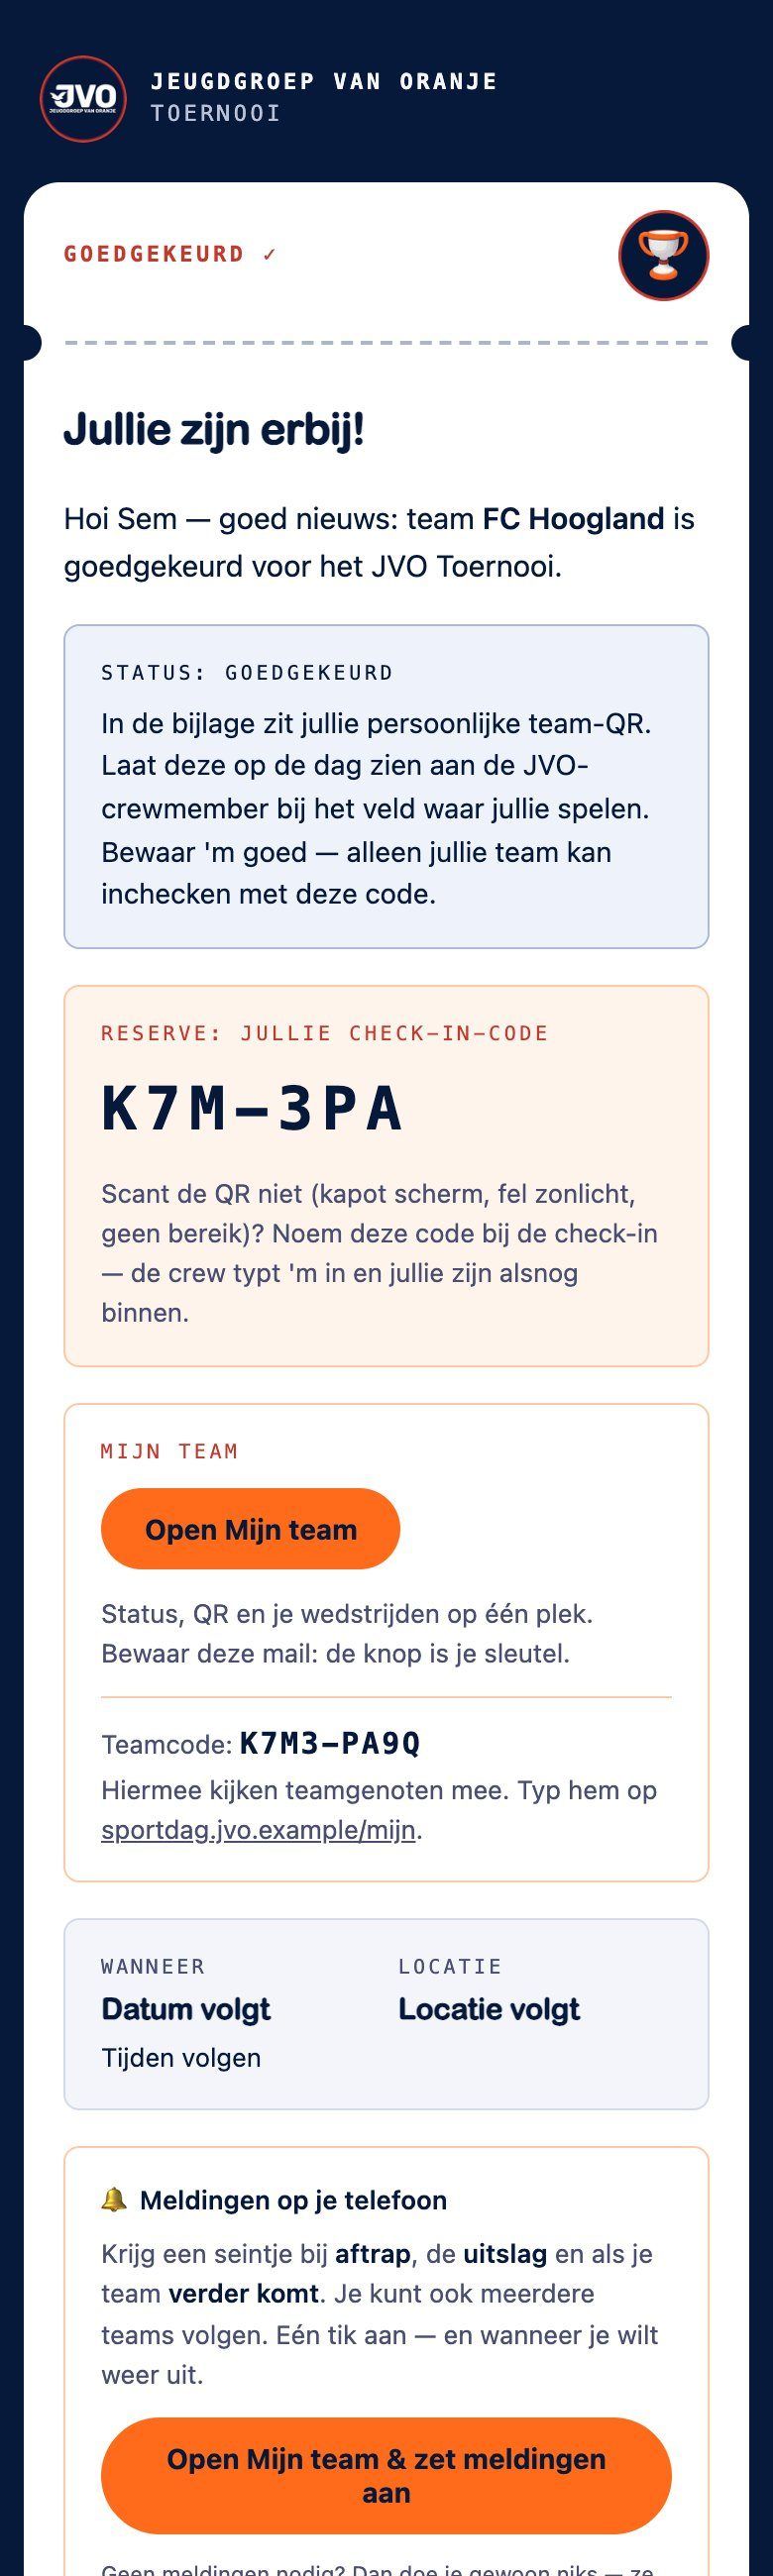 JVO
JEUGDGROEP VAN ORANJE
JEUGDGROEP VAN ORANJE
TOERNOOI
GOEDGEKEURD ✓
Jullie zijn erbij!
Hoi Sem — goed nieuws: team FC Hoogland is
goedgekeurd voor het JVO Toernooi.
STATUS: GOEDGEKEURD
In de bijlage zit jullie persoonlijke team-QR.
Laat deze op de dag zien aan de JVO-
crewmember bij het veld waar jullie spelen.
Bewaar 'm goed — alleen jullie team kan
inchecken met deze code.
RESERVE: JULLIE CHECK-IN-CODE
K7M-3PA
Scant de QR niet (kapot scherm, fel zonlicht,
geen bereik)? Noem deze code bij de check-in
— de crew typt 'm in en jullie zijn alsnog
binnen.
MIJN TEAM
Open Mijn team
Status, QR en je wedstrijden op één plek.
Bewaar deze mail: de knop is je sleutel.
Teamcode: K7M3-PA9Q
Hiermee kijken teamgenoten mee. Typ hem op
sportdag.jvo.example/mijn.
WANNEER
Datum volgt
Tijden volgen
LOCATIE
Locatie volgt
🔔 Meldingen op je telefoon
Krijg een seintje bij aftrap, de uitslag en als je
team verder komt. Je kunt ook meerdere
teams volgen. Eén tik aan — en wanneer je wilt
weer uit.
Open Mijn team & zet meldingen
aan
Geen meldingen nodig? Dan doe je gewoon niks — ze